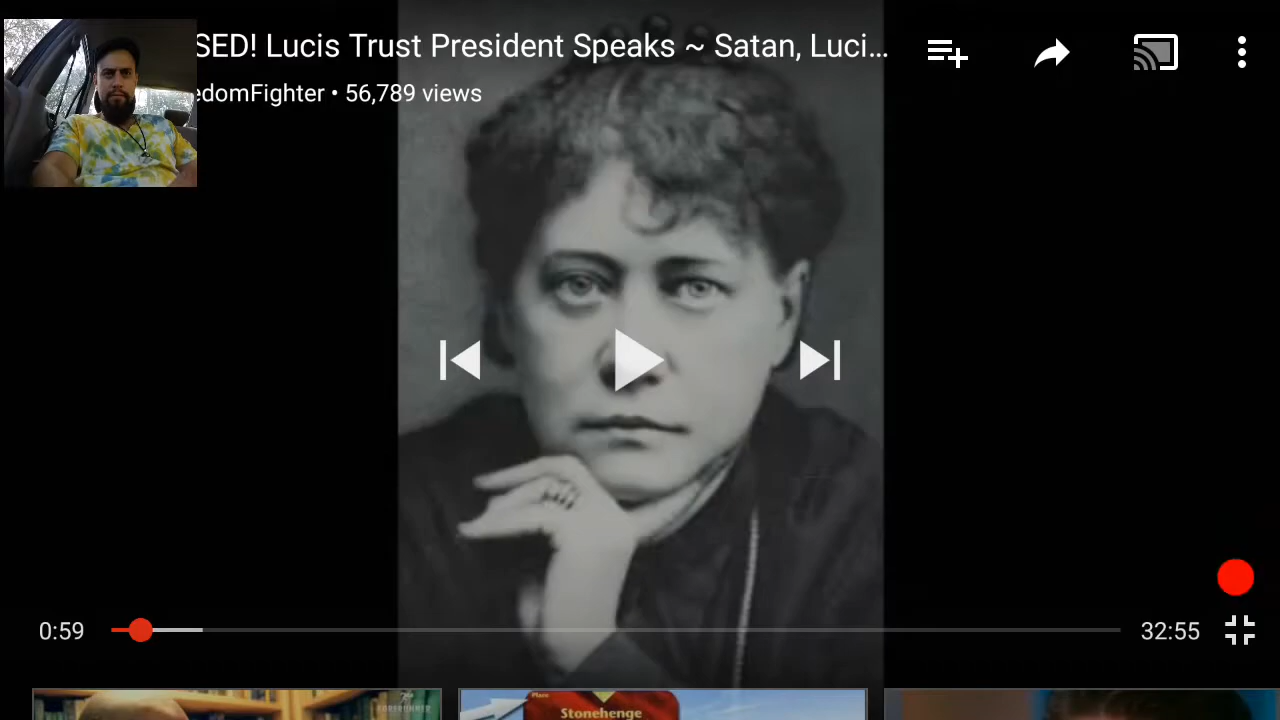 SED! Lucis Trust President Speaks ~ Satan, Luci...
edomFighter • 56,789 views
0:59
32:55
Stonehenge